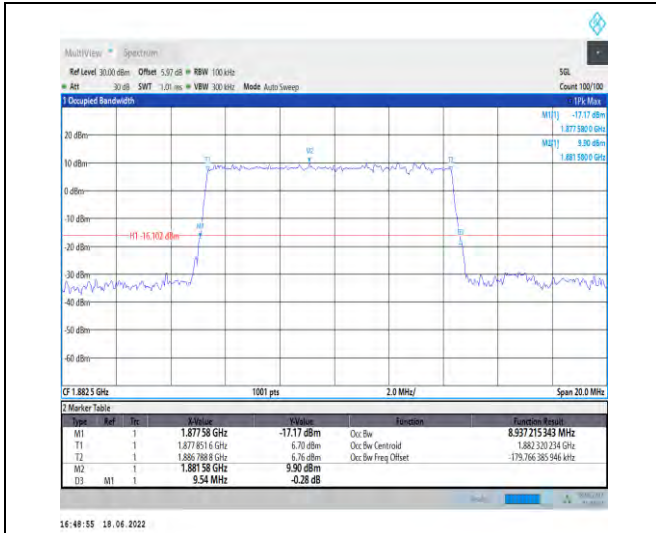 MultiView Spectrum
Ref Level 30.00 dBm Offset 5.97 dB RBW 100 kHz SGL
Att 30 dB SWT 1.01 ms VBW 300 kHz Mode Auto Sweep Count 100/100
1 Occupied Bandwidth 1Pk Max
M1[1] -17.17 dBm
1.877 580 0 GHz
M2[1] 9.90 dBm
1.881 580 0 GHz
20 dBm
T1 M2 T2
10 dBm
0 dBm
-10 dBm
M1
H1 -16.102 dBm
-20 dBm
-30 dBm
-40 dBm
-50 dBm
-60 dBm
CF 1.882 5 GHz 1001 pts 2.0 MHz/ Span 20.0 MHz
2 Marker Table
Type Ref Trc X-Value Y-Value Function Function Result
M1 1 1.877 58 GHz -17.17 dBm Occ Bw 8.937 215 343 MHz
T1 1 1.877 851 6 GHz 6.70 dBm Occ Bw Centroid 1.882 320 234 GHz
T2 1 1.886 788 8 GHz 6.76 dBm Occ Bw Freq Offset -179.766 385 946 kHz
M2 1 1.881 58 GHz 9.90 dBm
D3 M1 1 9.54 MHz -0.28 dB
16:48:55 18.06.2022